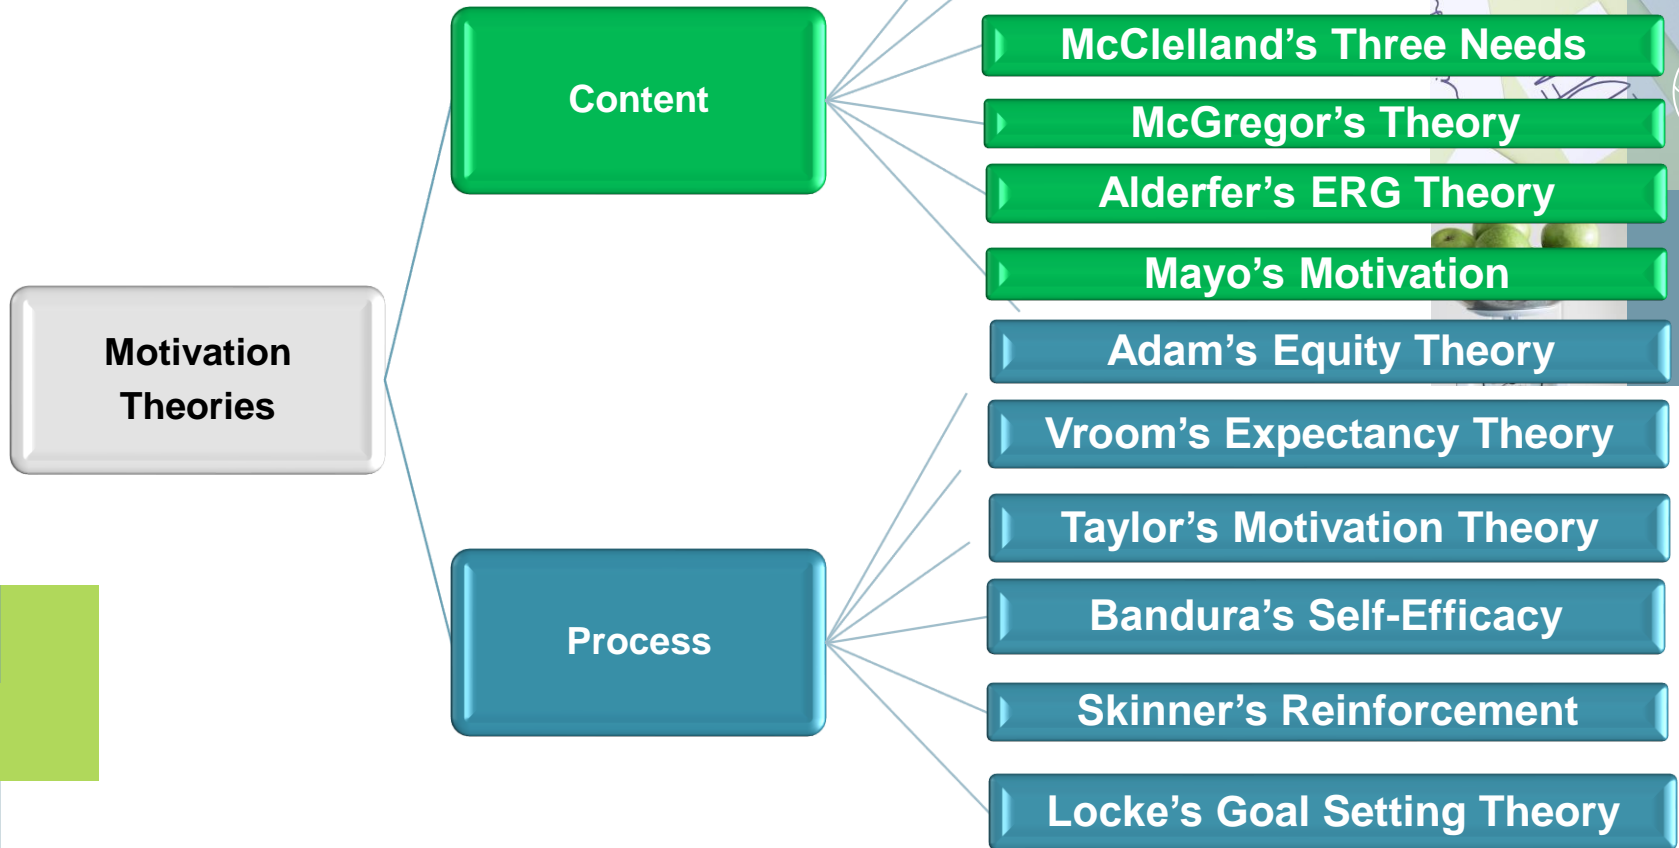 McClelland’s Three Needs
Content
McGregor’s Theory
Alderfer’s ERG Theory
Mayo’s Motivation
Motivation
Theories
Adam’s Equity Theory
Vroom’s Expectancy Theory
Taylor’s Motivation Theory
Bandura’s Self-Efficacy
Process
Skinner’s Reinforcement
Locke’s Goal Setting Theory